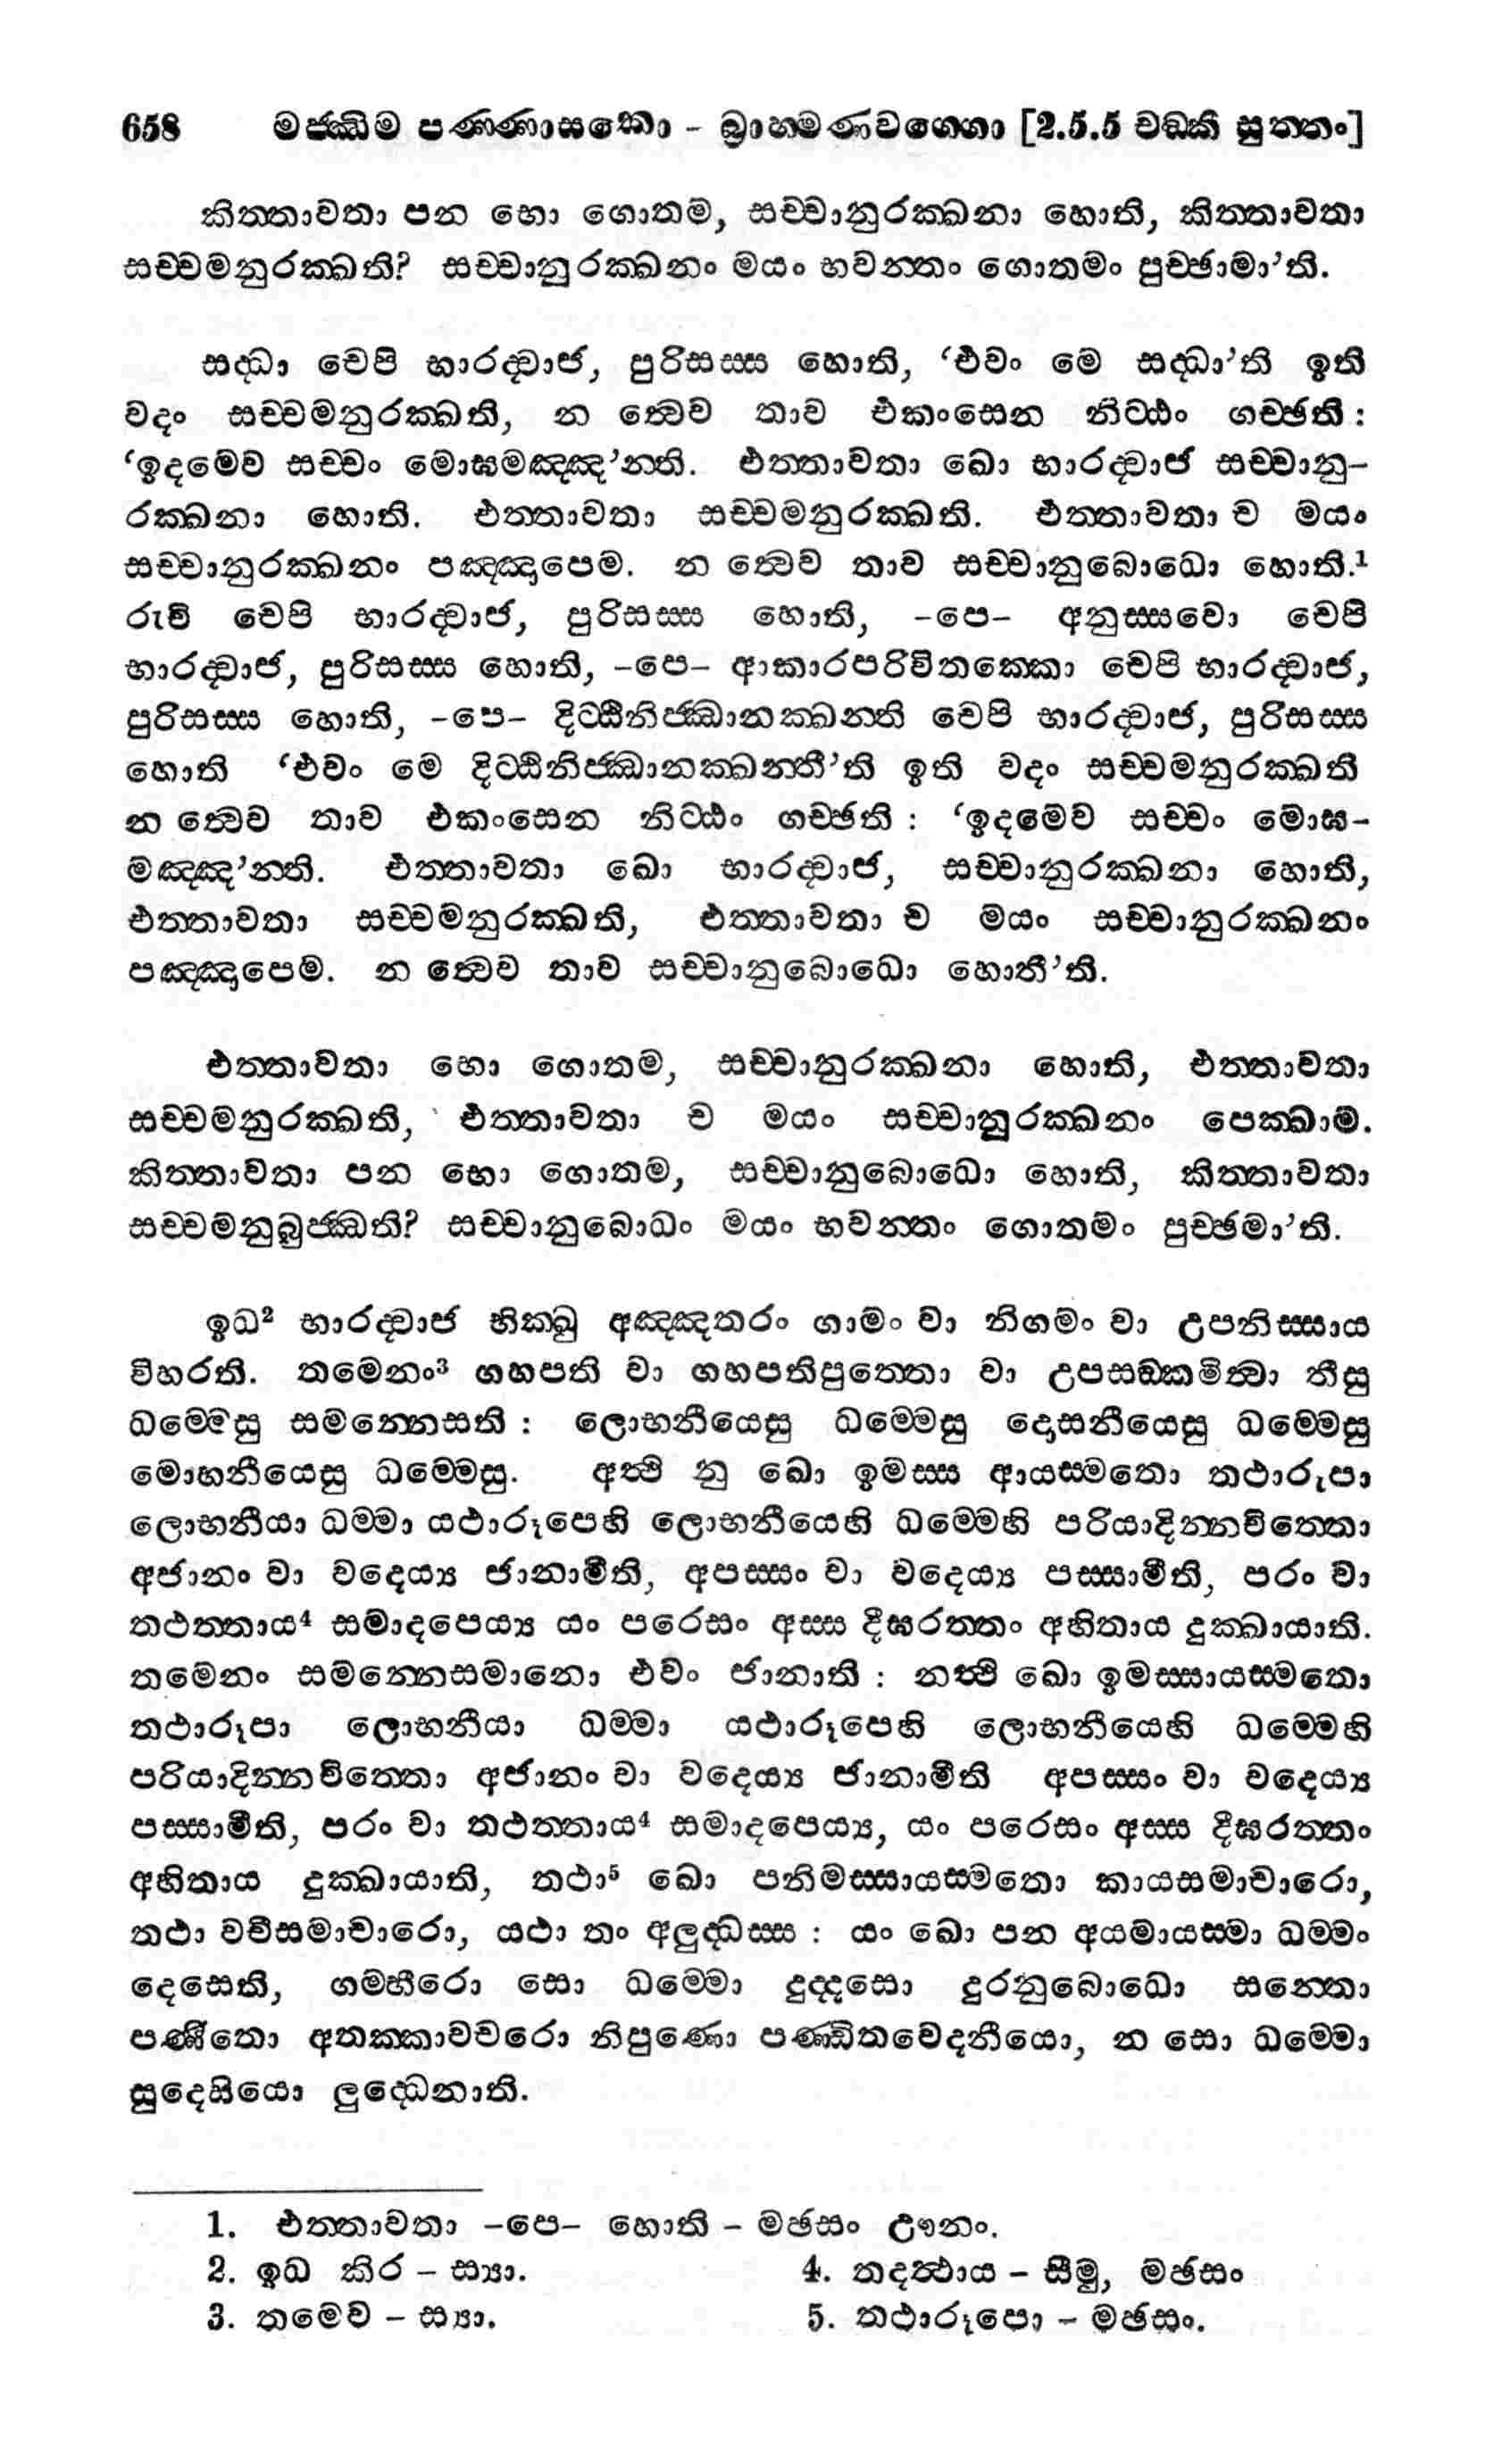 658 මජ්ඣිම පණ්ණාසකො - බ්‍රාහ්මණවග්ගො [2.5.5 චඞ්කී සුත්තං]
කිත්තාවතා පන භො ගොතම, සච්චානුරක්ඛනා හොති, කිත්තාවතා
සච්චමනුරක්ඛති? සච්චානුරක්ඛනං මයං භවන්තං ගොතමං පුච්ඡාමා’ති.
සද්ධා චෙපි භාරද්වාජ, පුරිසස්ස හොති, ‘එවං මෙ සද්ධා’ති ඉති
වදං සච්චමනුරක්ඛති, න ත්වෙව තාව එකංසෙන නිට්ඨං ගච්ඡති :
‘ඉදමෙව සච්චං මොඝමඤ්ඤ’න්ති. එත්තාවතා ඛො භාරද්වාජ සච්චානු-
රක්ඛනා හොති. එත්තාවතා සච්චමනුරක්ඛති. එත්තාවතා ච මයං
සච්චානුරක්ඛනං පඤ්ඤාපෙම. න ත්වෙව තාව සච්චානුබොධො හොති.¹
රුචි චෙපි භාරද්වාජ, පුරිසස්ස හොති, -පෙ- අනුස්සවො චෙපි
භාරද්වාජ, පුරිසස්ස හොති, -පෙ- ආකාරපරිවිතක්කො චෙපි භාරද්වාජ,
පුරිසස්ස හොති, -පෙ- දිට්ඨිනිජ්ඣානක්ඛන්ති චෙපි භාරද්වාජ, පුරිසස්ස
හොති ‘එවං මෙ දිට්ඨිනිජ්ඣානක්ඛන්තී’ති ඉති වදං සච්චමනුරක්ඛති
න ත්වෙව තාව එකංසෙන නිට්ඨං ගච්ඡති : ‘ඉදමෙව සච්චං මොඝ-
මඤ්ඤ’න්ති. එත්තාවතා ඛො භාරද්වාජ, සච්චානුරක්ඛනා හොති,
එත්තාවතා සච්චමනුරක්ඛති, එත්තාවතා ච මයං සච්චානුරක්ඛනං
පඤ්ඤාපෙම. න ත්වෙව තාව සච්චානුබොධො හොතී’ති.
එත්තාවතා භො ගොතම, සච්චානුරක්ඛනා හොති, එත්තාවතා
සච්චමනුරක්ඛති, එත්තාවතා ච මයං සච්චානුරක්ඛනං පෙක්ඛාම.
කිත්තාවතා පන භො ගොතම, සච්චානුබොධො හොති, කිත්තාවතා
සච්චමනුබුජ්ඣති? සච්චානුබොධං මයං භවන්තං ගොතමං පුච්ඡමා’ති.
ඉධ² භාරද්වාජ භික්ඛු අඤ්ඤතරං ගාමං වා නිගමං වා උපනිස්සාය
විහරති. තමෙනං³ ගහපති වා ගහපතිපුත්තො වා උපසඞ්කමිත්වා තීසු
ධම්මෙසු සමන්නෙසති : ලොභනීයෙසු ධම්මෙසු දොසනීයෙසු ධම්මෙසු
මොහනීයෙසු ධම්මෙසු. අත්ථි නු ඛො ඉමස්ස ආයස්මතො තථාරූපා
ලොභනීයා ධම්මා යථාරූපෙහි ලොභනීයෙහි ධම්මෙහි පරියාදින්නචිත්තො
අජානං වා වදෙය්‍ය ජානාමීති, අපස්සං වා වදෙය්‍ය පස්සාමීති, පරං වා
තථත්තාය⁴ සමාදපෙය්‍ය යං පරෙසං අස්ස දීඝරත්තං අහිතාය දුක්ඛායාති.
තමෙනං සමන්නෙසමානො එවං ජානාති : නත්ථි ඛො ඉමස්සායස්මතො
තථාරූපා ලොභනීයා ධම්මා යථාරූපෙහි ලොභනීයෙහි ධම්මෙහි
පරියාදින්නචිත්තො අජානං වා වදෙය්‍ය ජානාමීති අපස්සං වා වදෙය්‍ය
පස්සාමීති, පරං වා තථත්තාය⁴ සමාදපෙය්‍ය, යං පරෙසං අස්ස දීඝරත්තං
අහිතාය දුක්ඛායාති, තථා⁵ ඛො පනිමස්සායස්මතො කායසමාචාරො,
තථා වචීසමාචාරො, යථා තං අලුද්ධස්ස : යං ඛො පන අයමායස්මා ධම්මං
දෙසෙති, ගම්භීරො සො ධම්මො දුද්දසො දුරනුබොධො සන්තො
පණීතො අතක්කාවචරො නිපුණො පණ්ඩිතවෙදනීයො, න සො ධම්මො
සුදෙසියො ලුද්ධෙනාති.
1. එත්තාවතා -පෙ- හොති - මඡසං ඌනං.
2. ඉධ කිර - ස්‍යා.
3. තමෙව - ස්‍යා.
4. තදත්ථාය - සීමු, මඡසං
5. තථාරූපො - මඡසං.